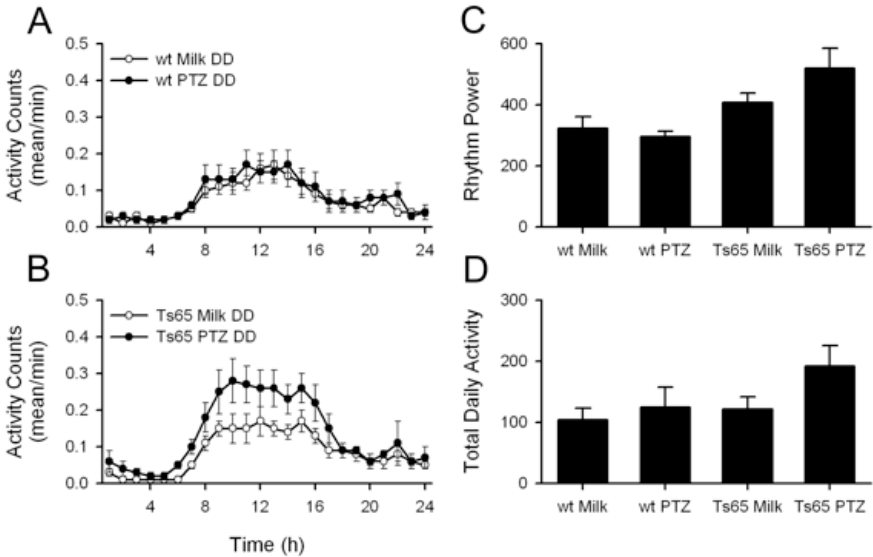 A
0.5
0.4
0.3
0.2
0.1
0.0
Activity Counts
(mean/min)
wt Milk DD
wt PTZ DD
4 8 12 16 20 24
B
0.5
0.4
0.3
0.2
0.1
0.0
Activity Counts
(mean/min)
Ts65 Milk DD
Ts65 PTZ DD
4 8 12 16 20 24
Time (h)
C
600
400
200
0
Rhythm Power
wt Milk wt PTZ Ts65 Milk Ts65 PTZ
D
300
200
100
0
Total Daily Activity
wt Milk wt PTZ Ts65 Milk Ts65 PTZ